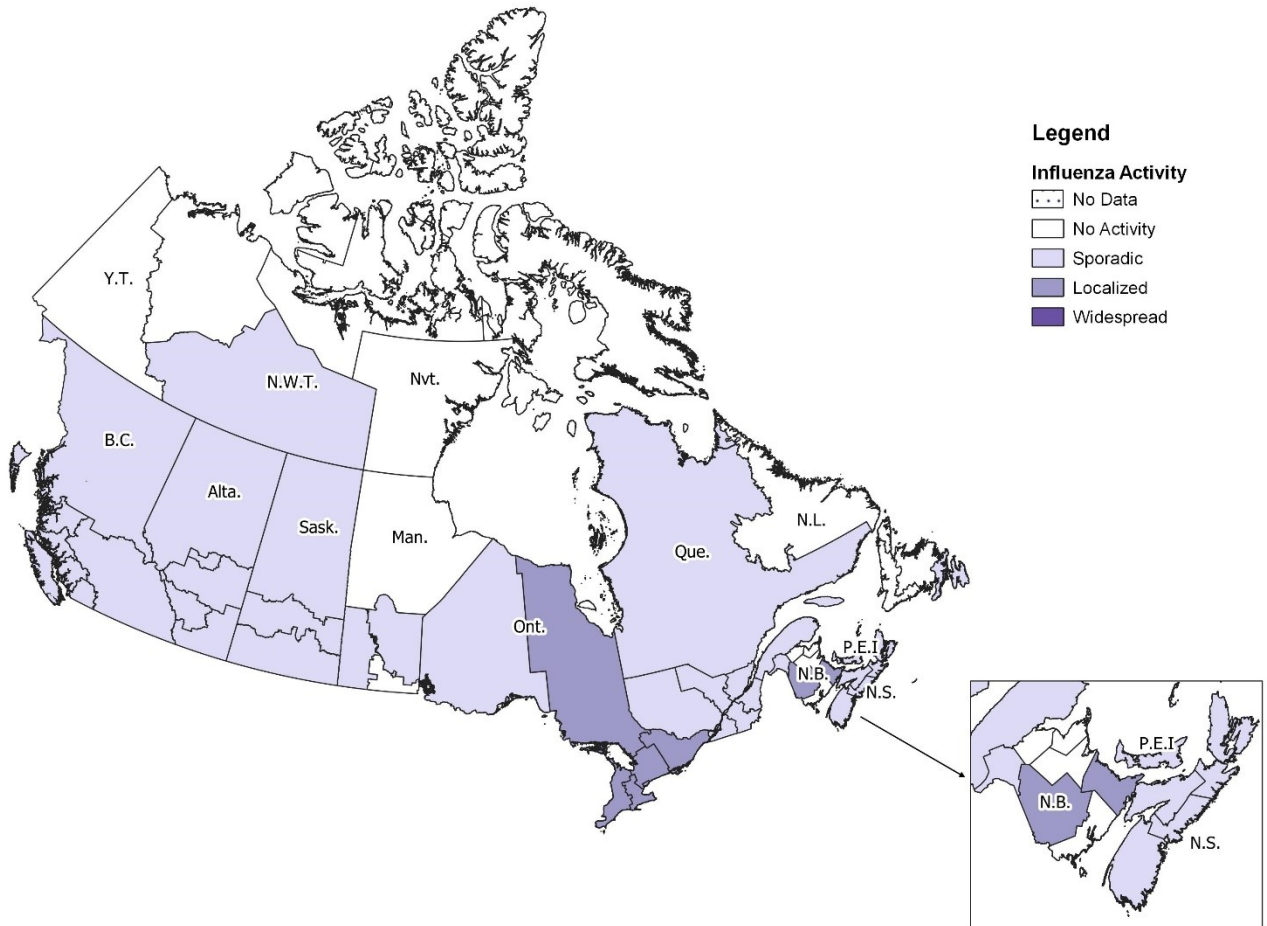 Legend
Influenza Activity
No Data
No Activity
Sporadic
Localized
Widespread
Y.T.
N.W.T.
Nvt.
B.C.
Alta.
Sask.
Man.
N.L.
Que.
Ont.
P.E.I
N.B.
N.S.
P.E.I
N.B.
N.S.